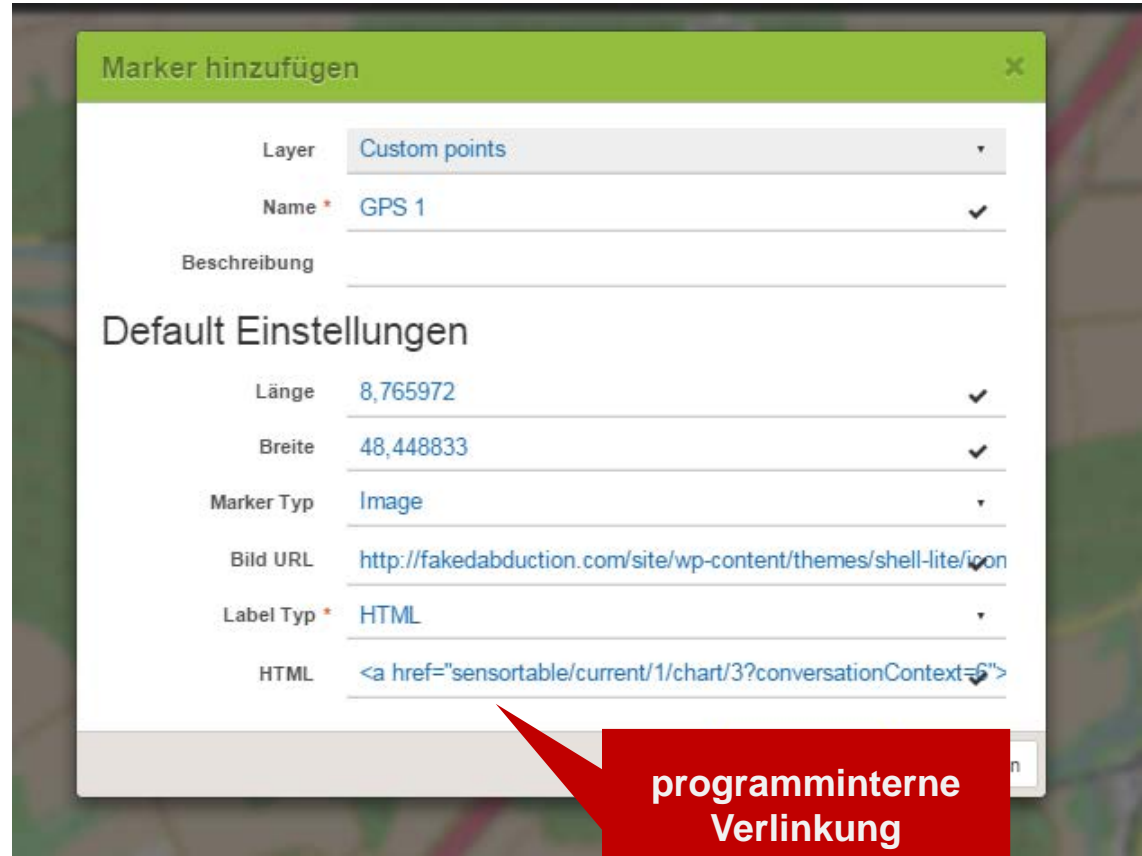 Marker hinzufügen
Layer Custom points
Name * GPS 1
Beschreibung
Default Einstellungen
Länge 8,765972
Breite 48,448833
Marker Typ Image
Bild URL http://fakedabduction.com/site/wp-content/themes/shell-lite/icon
Label Typ * HTML
HTML <a href="sensortable/current/1/chart/3?conversationContext=6">
programminterne
Verlinkung